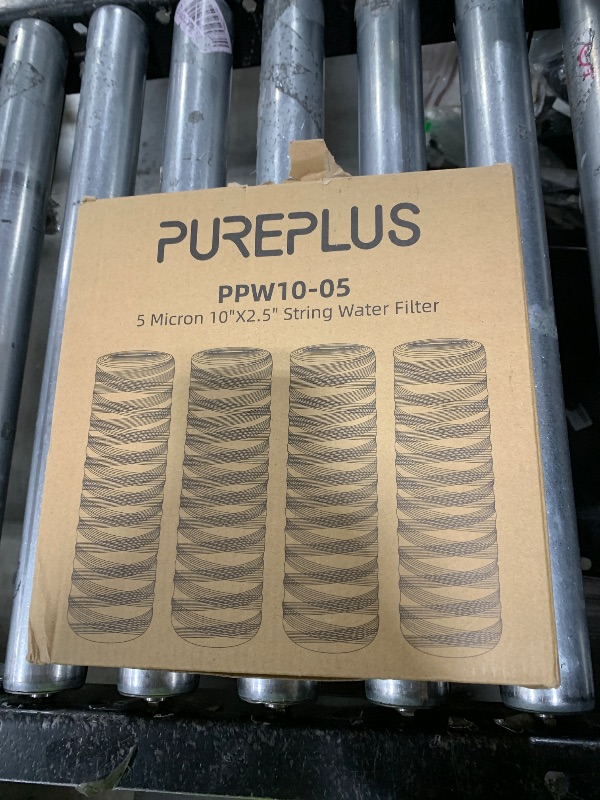 PUREPLUS
PPW10-05
5 Micron 10"X2.5" String Water Filter